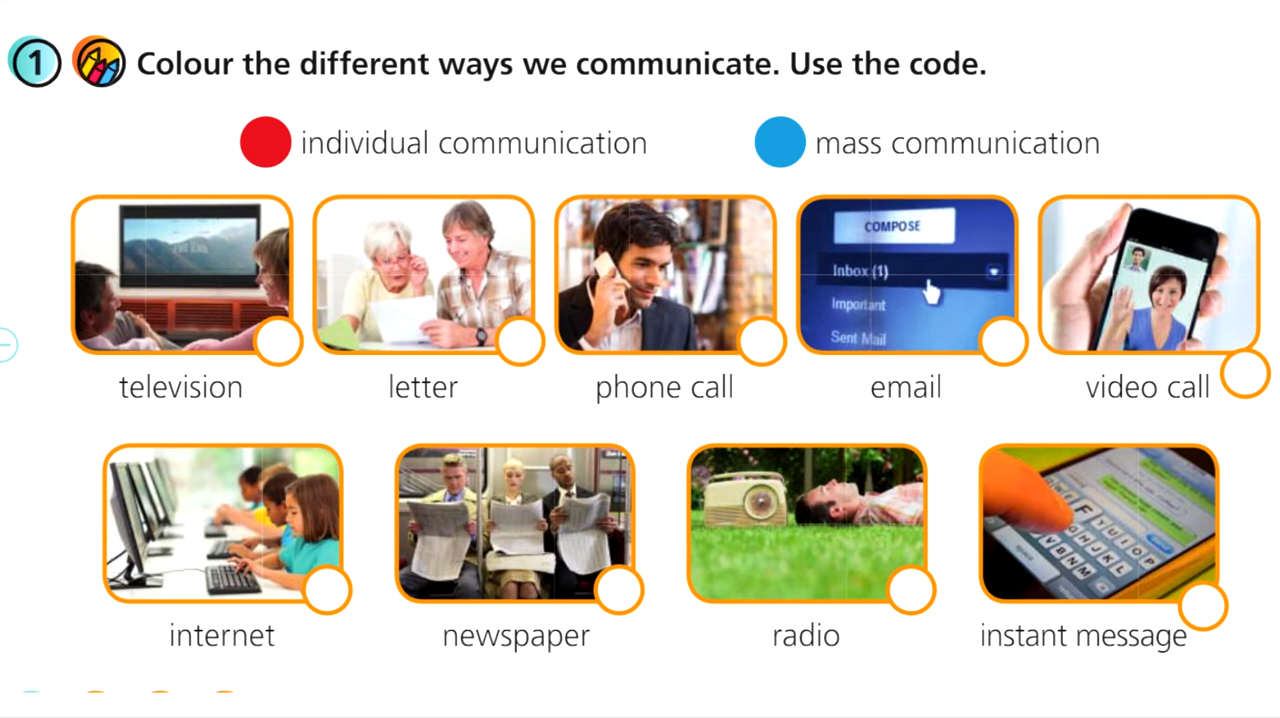 1 Colour the different ways we communicate. Use the code.
individual communication mass communication
COMPOSE
Inbox (1)
Important
Sent Mail
television letter phone call email video call
internet newspaper radio instant message